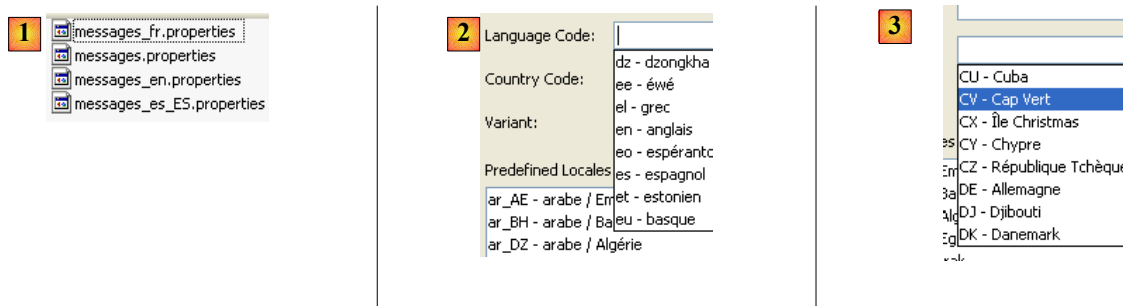 1
messages_fr.properties
messages.properties
messages_en.properties
messages_es_ES.properties
2
Language Code:
dz - dzongkha
ee - éwé
Country Code:
el - grec
en - anglais
Variant:
eo - espéranto
Predefined Locales
es - espagnol
et - estonien
eu - basque
ar_AE - arabe / Em
ar_BH - arabe / Ba
ar_DZ - arabe / Algérie
3
CU - Cuba
CV - Cap Vert
CX - Île Christmas
CY - Chypre
CZ - République Tchèque
DE - Allemagne
DJ - Djibouti
DK - Danemark